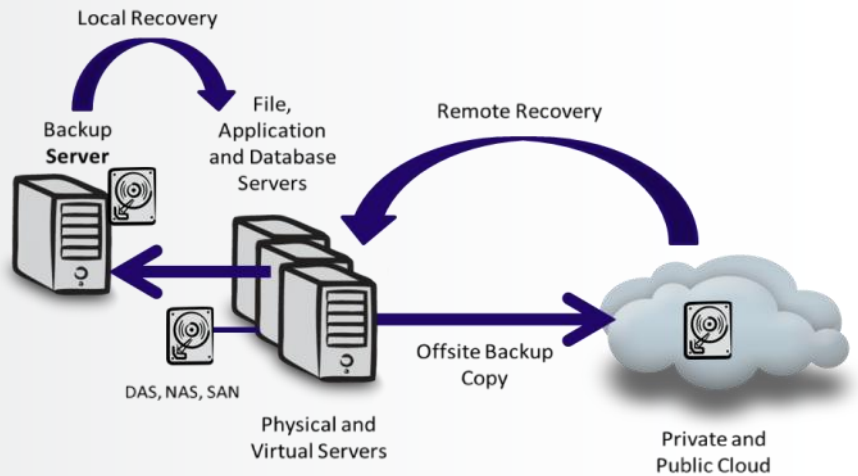 Local Recovery
Backup
Server
File,
Application
and Database
Servers
Remote Recovery
DAS, NAS, SAN
Physical and
Virtual Servers
Offsite Backup
Copy
Private and
Public Cloud